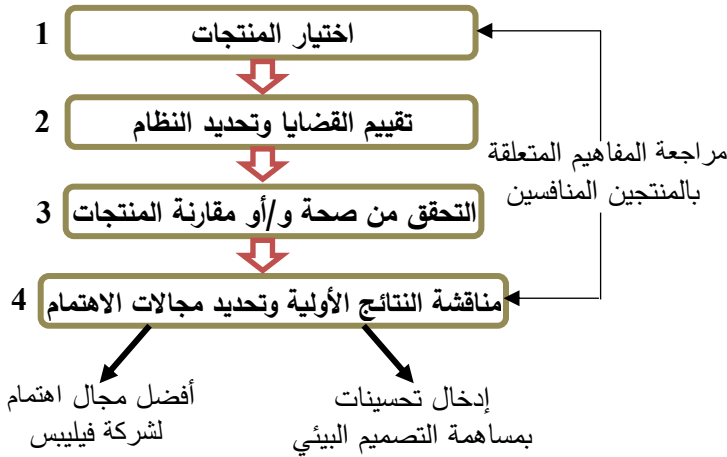 1 اختيار المنتجات
2 تقييم القضايا وتحديد النظام
مراجعة المفاهيم المتعلقة
بالمنتجين المنافسين
3 التحقق من صحة و/أو مقارنة المنتجات
4 مناقشة النتائج الأولية وتحديد مجالات الاهتمام
إدخال تحسينات
بمساهمة التصميم البيئي
أفضل مجال اهتمام
لشركة فيليبس